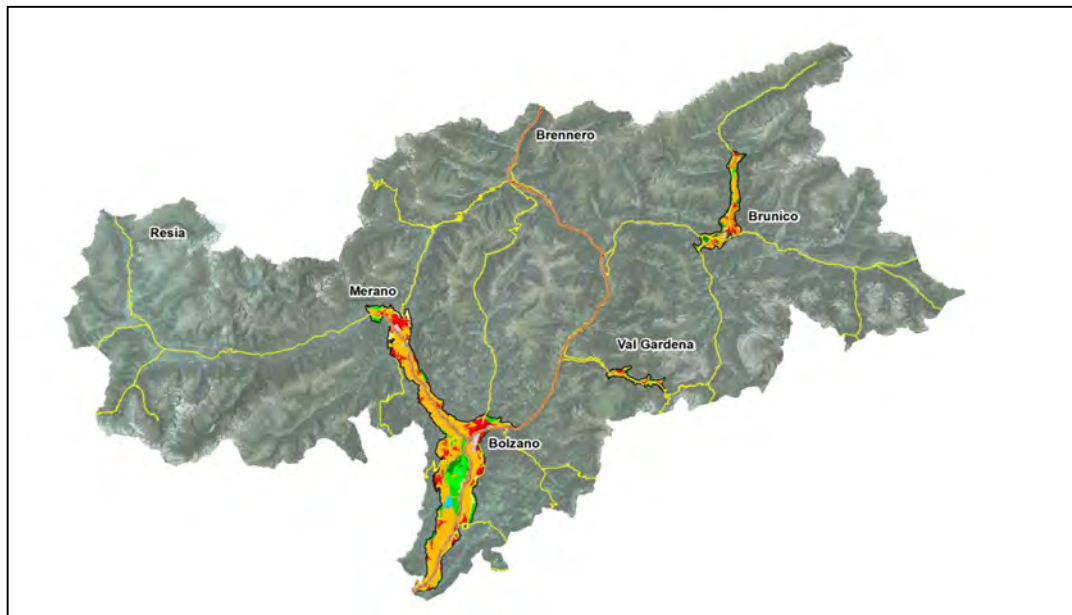 Brennero
Brunico
Resia
Merano
Val Gardena
Bolzano